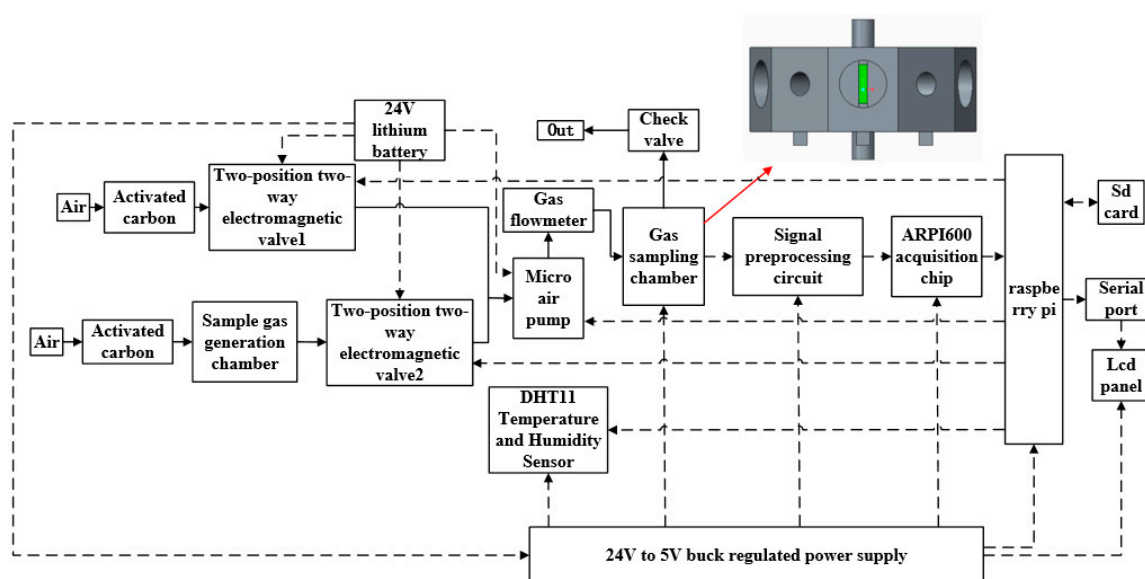 24V
lithium
battery
Out
Check
valve
Air
Activated
carbon
Two-position two-
way
electromagnetic
valve1
Gas
flowmeter
Gas
sampling
chamber
Signal
preprocessing
circuit
ARPI600
acquisition
chip
raspbe
rry pi
Sd
card
Micro
air
pump
Serial
port
Air
Activated
carbon
Sample gas
generation
chamber
Two-position two-
way
electromagnetic
valve2
Lcd
panel
DHT11
Temperature
and Humidity
Sensor
24V to 5V buck regulated power supply